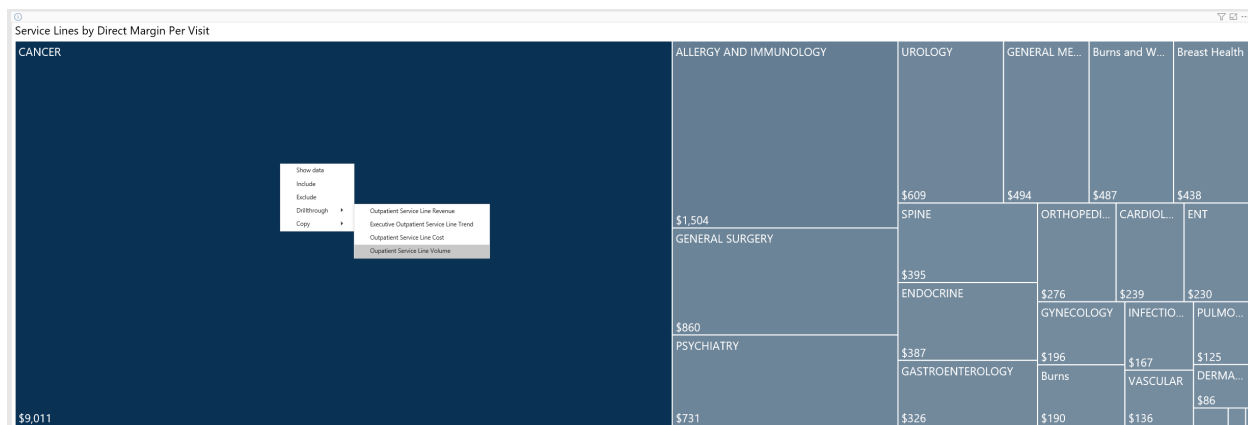 Service Lines by Direct Margin Per Visit
CANCER
$9,011
Show data
Include
Exclude
Drillthrough
Copy
Outpatient Service Line Revenue
Executive Outpatient Service Line Trend
Outpatient Service Line Cost
Oupatient Service Line Volume
ALLERGY AND IMMUNOLOGY
$1,504
GENERAL SURGERY
$860
PSYCHIATRY
$731
UROLOGY
$609
GENERAL ME...
$494
Burns and W...
$487
Breast Health
$438
SPINE
$395
ENDOCRINE
$387
GASTROENTEROLOGY
$326
ORTHOPEDI...
$276
CARDIOL...
$239
ENT
$230
GYNECOLOGY
$196
INFECTIO...
$167
PULMO...
$125
Burns
$190
VASCULAR
$136
DERMA...
$86